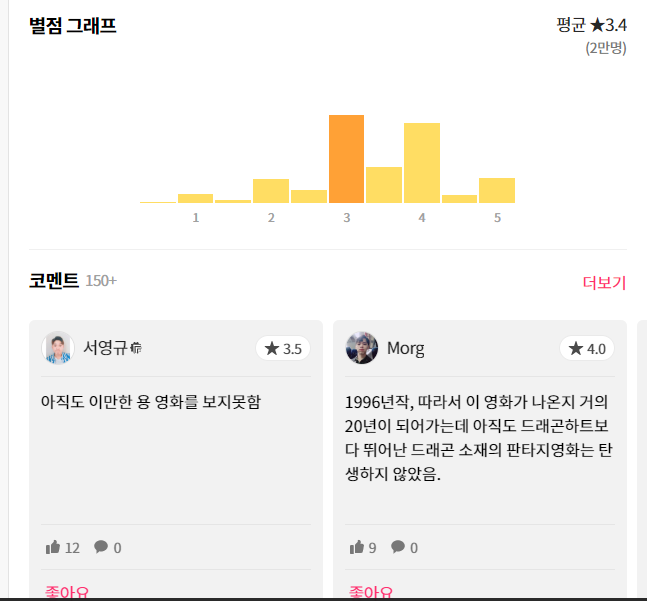 별점 그래프
평균 ★3.4
(2만명)
1 2 3 4 5
코멘트 150+
더보기
서영규
★ 3.5
아직도 이만한 용 영화를 보지못함
12 0
좋아요
Morg
★ 4.0
1996년작, 따라서 이 영화가 나온지 거의
20년이 되어가는데 아직도 드래곤하트보
다 뛰어난 드래곤 소재의 판타지영화는 탄
생하지 않았음.
9 0
좋아요